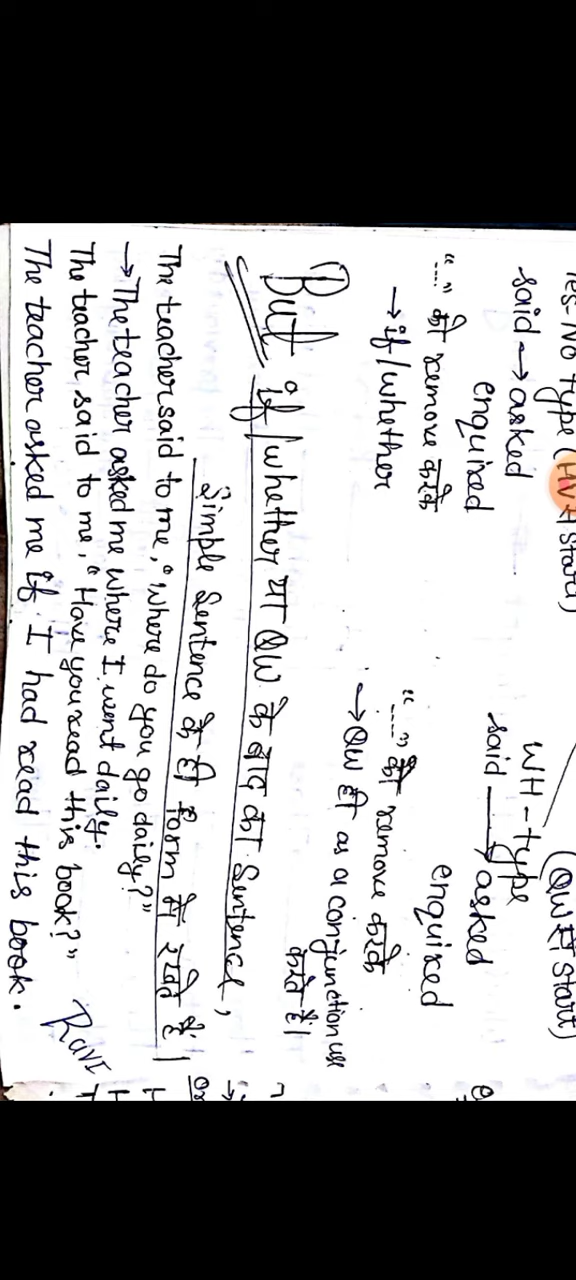 Yes-No type (HV से Start)
WH-type (QW से Start)
said → asked
said → asked
enquired
enquired
"....." को remove करके
"....." को remove करके
→ if/whether
→ QW ही as a conjunction use
करते हैं।
But if/whether या QW के बाद का Sentence,
Simple Sentence के ही form में रखते हैं।
The teacher said to me, "Where do you go daily?"
→ The teacher asked me where I went daily.
The teacher said to me, "Have you read this book?"
RaVI
The teacher asked me if I had read this book.